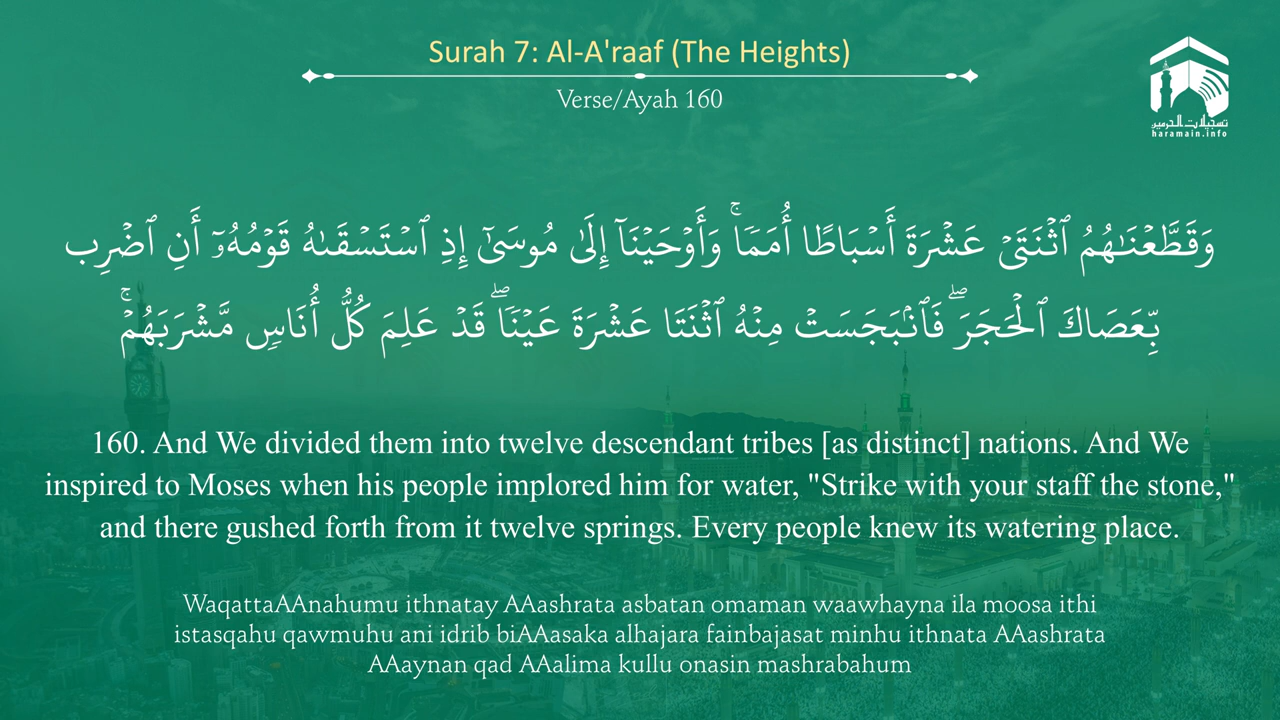 Surah 7: Al-A'raaf (The Heights)
Verse/Ayah 160
تسجيلات الحرمين
haramain.info
وَقَطَّعْنَـٰهُمُ ٱثْنَتَىْ عَشْرَةَ أَسْبَاطًا أُمَمًا ۚ وَأَوْحَيْنَآ إِلَىٰ مُوسَىٰٓ إِذِ ٱسْتَسْقَىٰهُ قَوْمُهُۥٓ أَنِ ٱضْرِب
بِّعَصَاكَ ٱلْحَجَرَ ۖ فَٱنۢبَجَسَتْ مِنْهُ ٱثْنَتَا عَشْرَةَ عَيْنًا ۖ قَدْ عَلِمَ كُلُّ أُنَاسٍ مَّشْرَبَهُمْ ۚ
160. And We divided them into twelve descendant tribes [as distinct] nations. And We
inspired to Moses when his people implored him for water, "Strike with your staff the stone,"
and there gushed forth from it twelve springs. Every people knew its watering place.
WaqattaAAnahumu ithnatay AAashrata asbatan omaman waawhayna ila moosa ithi
istasqahu qawmuhu ani idrib biAAasaka alhajara fainbajasat minhu ithnata AAashrata
AAaynan qad AAalima kullu onasin mashrabahum